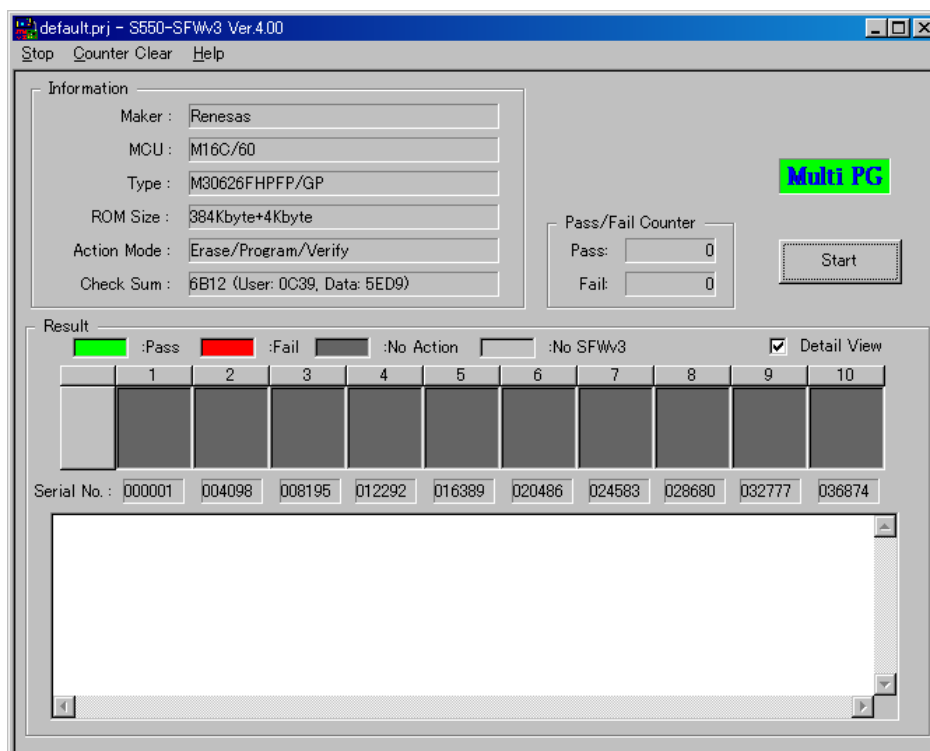 default.prj - S550-SFWv3 Ver.4.00
Stop Counter Clear Help
Information
Maker : Renesas
MCU : M16C/60
Type : M30626FHPFP/GP
ROM Size : 384Kbyte+4Kbyte
Action Mode : Erase/Program/Verify
Check Sum : 6B12 (User: 0C39, Data: 5ED9)
Multi PG
Pass/Fail Counter
Pass: 0
Fail: 0
Start
Result
:Pass :Fail :No Action :No SFWv3 Detail View
1 2 3 4 5 6 7 8 9 10
Serial No. : 000001 004098 008195 012292 016389 020486 024583 028680 032777 036874